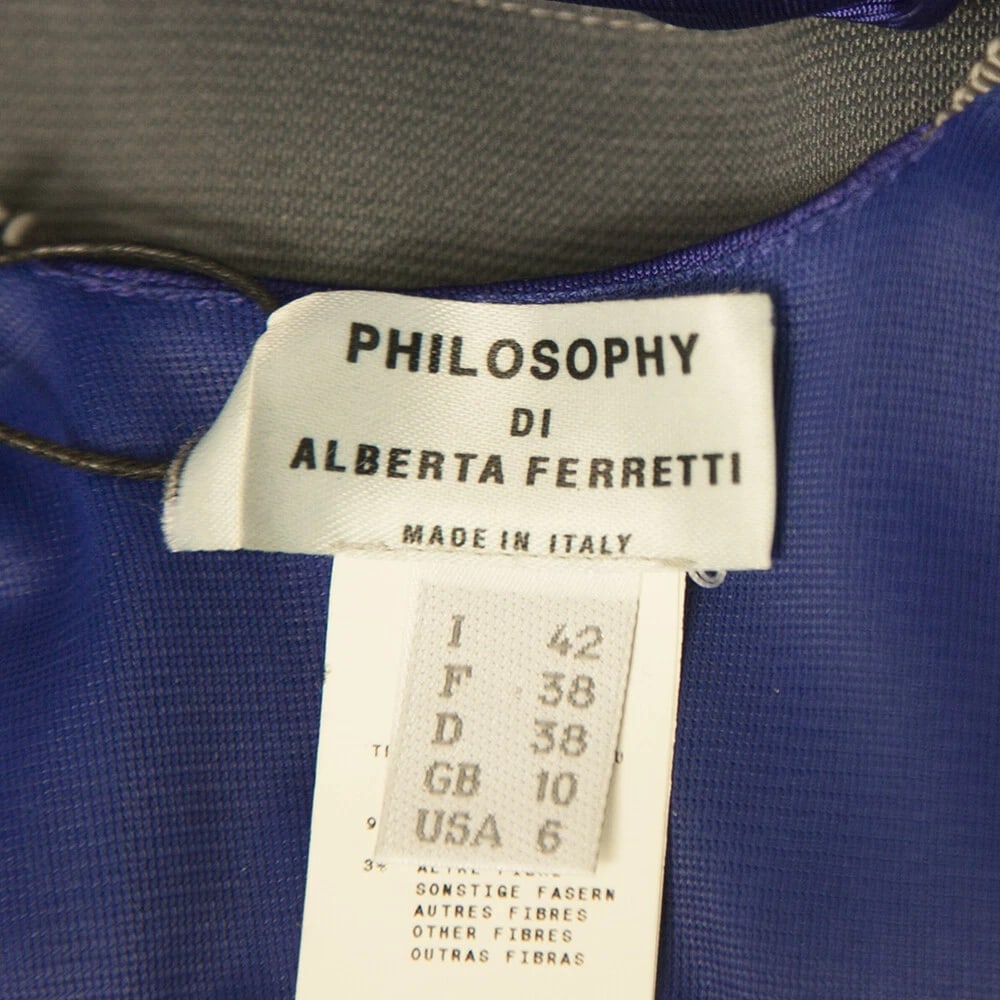 PHILOSOPHY
DI
ALBERTA FERRETTI
MADE IN ITALY
I 42
F 38
D 38
GB 10
USA 6
3%
SONSTIGE FASERN
AUTRES FIBRES
OTHER FIBRES
OUTRAS FIBRAS